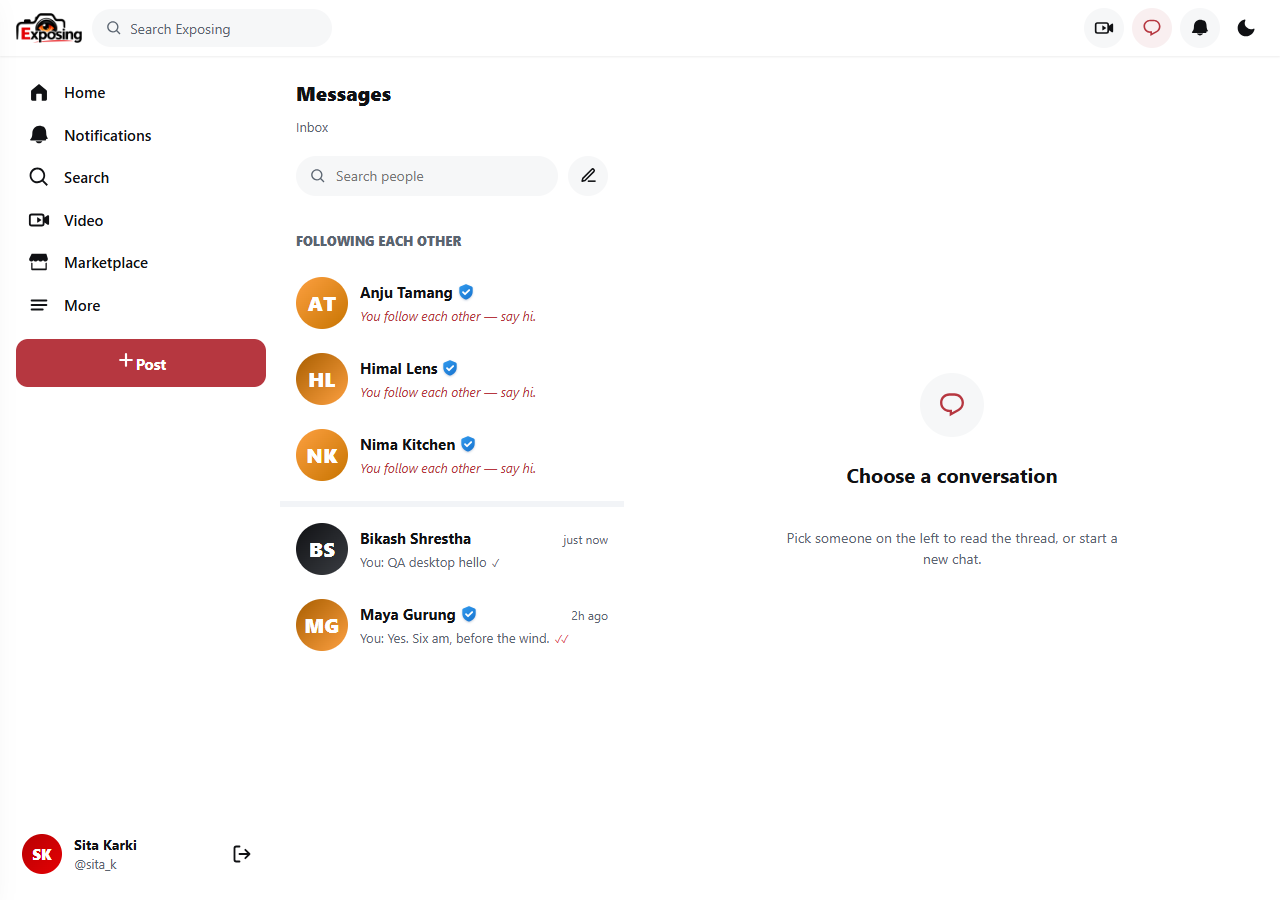 Exposing
Search Exposing
Home
Notifications
Search
Video
Marketplace
More
+ Post
Messages
Inbox
Search people
FOLLOWING EACH OTHER
AT
Anju Tamang
You follow each other — say hi.
HL
Himal Lens
You follow each other — say hi.
NK
Nima Kitchen
You follow each other — say hi.
BS
Bikash Shrestha
just now
You: QA desktop hello ✓
MG
Maya Gurung
2h ago
You: Yes. Six am, before the wind. ✓✓
Choose a conversation
Pick someone on the left to read the thread, or start a
new chat.
SK
Sita Karki
@sita_k